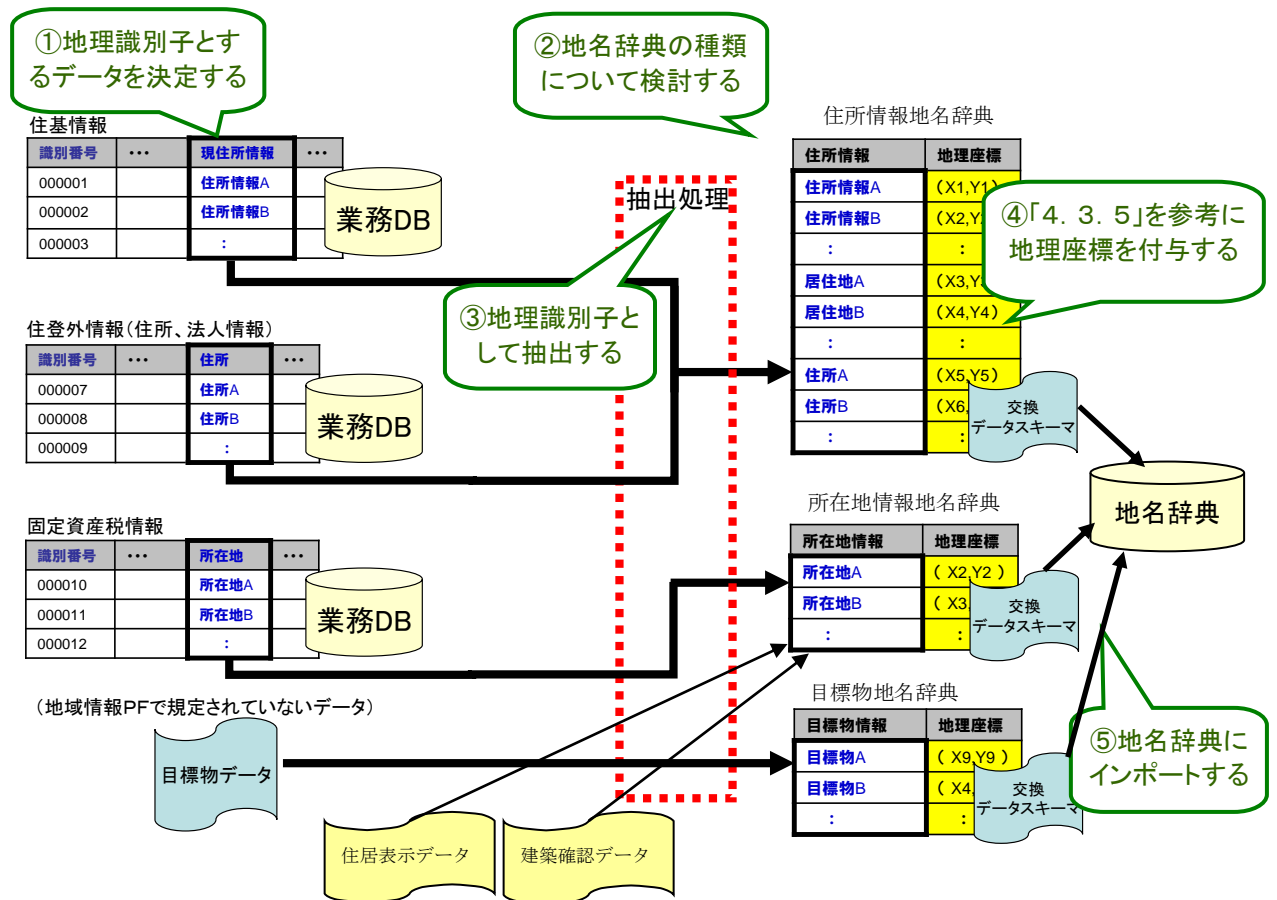 ①地理識別子とす
るデータを決定する
②地名辞典の種類
について検討する
住基情報
識別番号 ・・・ 現住所情報 ・・・
000001 住所情報A
000002 住所情報B
000003 :
業務DB
抽出処理
③地理識別子と
して抽出する
住登外情報(住所、法人情報)
識別番号 ・・・ 住所 ・・・
000007 住所A
000008 住所B
000009 :
業務DB
固定資産税情報
識別番号 ・・・ 所在地 ・・・
000010 所在地A
000011 所在地B
000012 :
業務DB
(地域情報PFで規定されていないデータ)
目標物データ
住居表示データ
建築確認データ
住所情報地名辞典
住所情報 地理座標
住所情報A (X1,Y1)
住所情報B (X2,Y
: :
居住地A (X3,Y
居住地B (X4,Y4)
: :
住所A (X5,Y5)
住所B (X6,
: :
④「4．3．5」を参考に
地理座標を付与する
交換
データスキーマ
地名辞典
所在地情報地名辞典
所在地情報 地理座標
所在地A ( X2,Y2 )
所在地B ( X3,
: :
交換
データスキーマ
目標物地名辞典
目標物情報 地理座標
目標物A ( X9,Y9 )
目標物B ( X4,
: :
交換
データスキーマ
⑤地名辞典に
インポートする